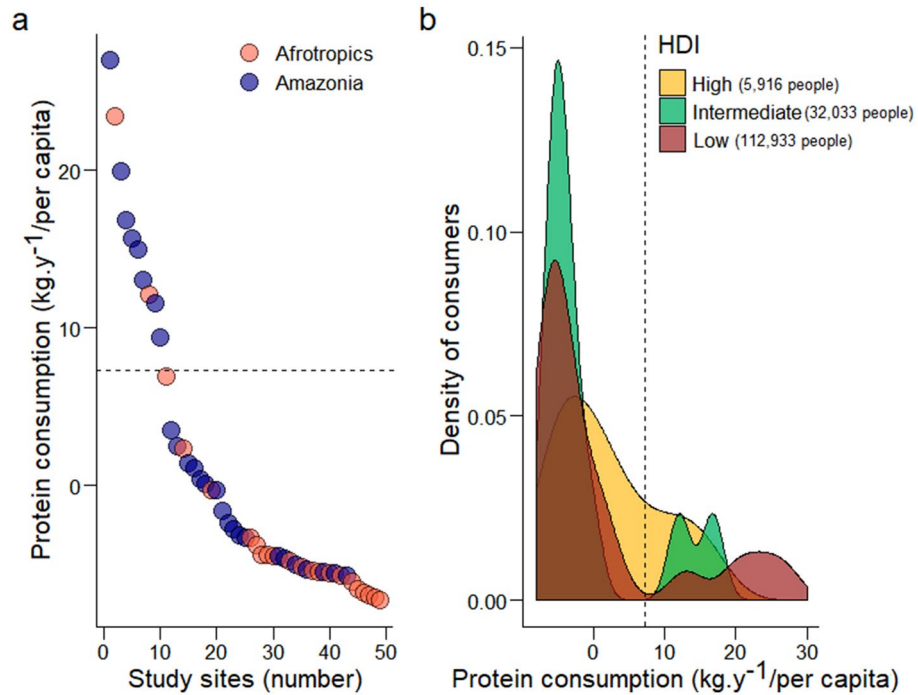 a
Protein consumption (kg.y⁻¹/per capita)
20
10
0
Afrotropics
Amazonia
0 10 20 30 40 50
Study sites (number)
b
Density of consumers
0.15
0.10
0.05
0.00
HDI
High (5,916 people)
Intermediate (32,033 people)
Low (112,933 people)
0 10 20 30
Protein consumption (kg.y⁻¹/per capita)